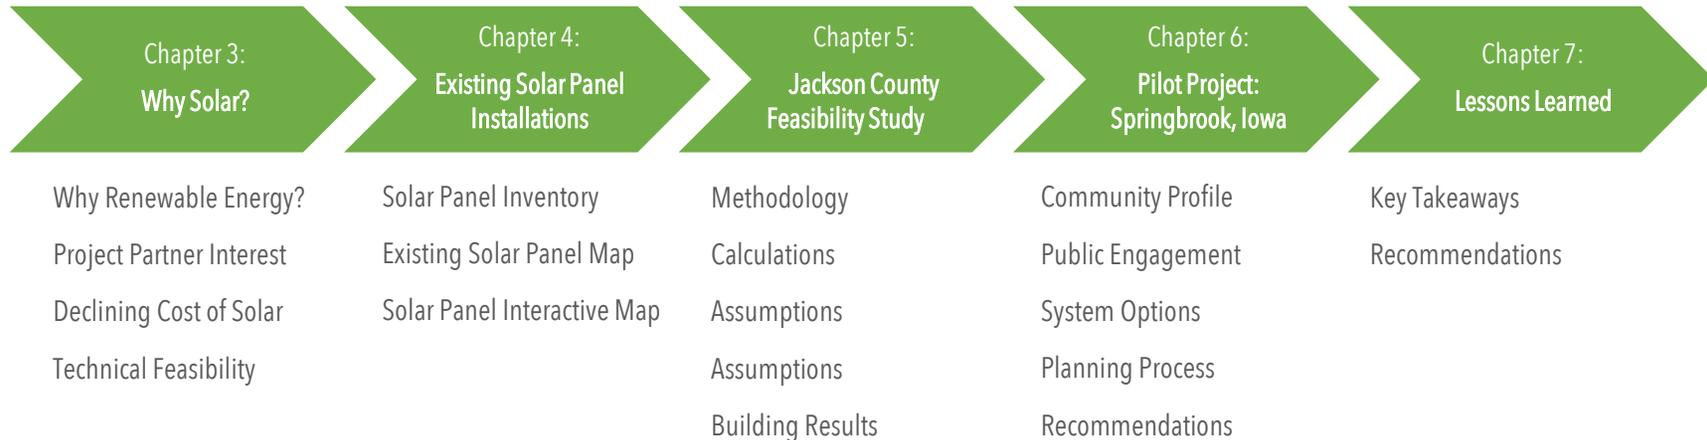 Chapter 3:
Why Solar?
Why Renewable Energy?
Project Partner Interest
Declining Cost of Solar
Technical Feasibility
Chapter 4:
Existing Solar Panel
Installations
Solar Panel Inventory
Existing Solar Panel Map
Solar Panel Interactive Map
Chapter 5:
Jackson County
Feasibility Study
Methodology
Calculations
Assumptions
Assumptions
Building Results
Chapter 6:
Pilot Project:
Springbrook, Iowa
Community Profile
Public Engagement
System Options
Planning Process
Recommendations
Chapter 7:
Lessons Learned
Key Takeaways
Recommendations